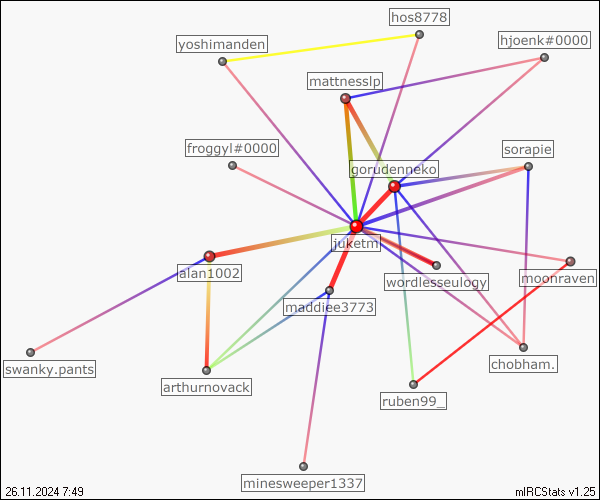 hos8778
yoshimanden
hjoenk#0000
mattnesslp
froggyl#0000
sorapie
gorudenneko
juketm
alan1002
wordlesseulogy
moonraven
maddiee3773
swanky.pants
chobham.
arthurnovack
ruben99_
minesweeper1337
26.11.2024 7:49
mIRCStats v1.25